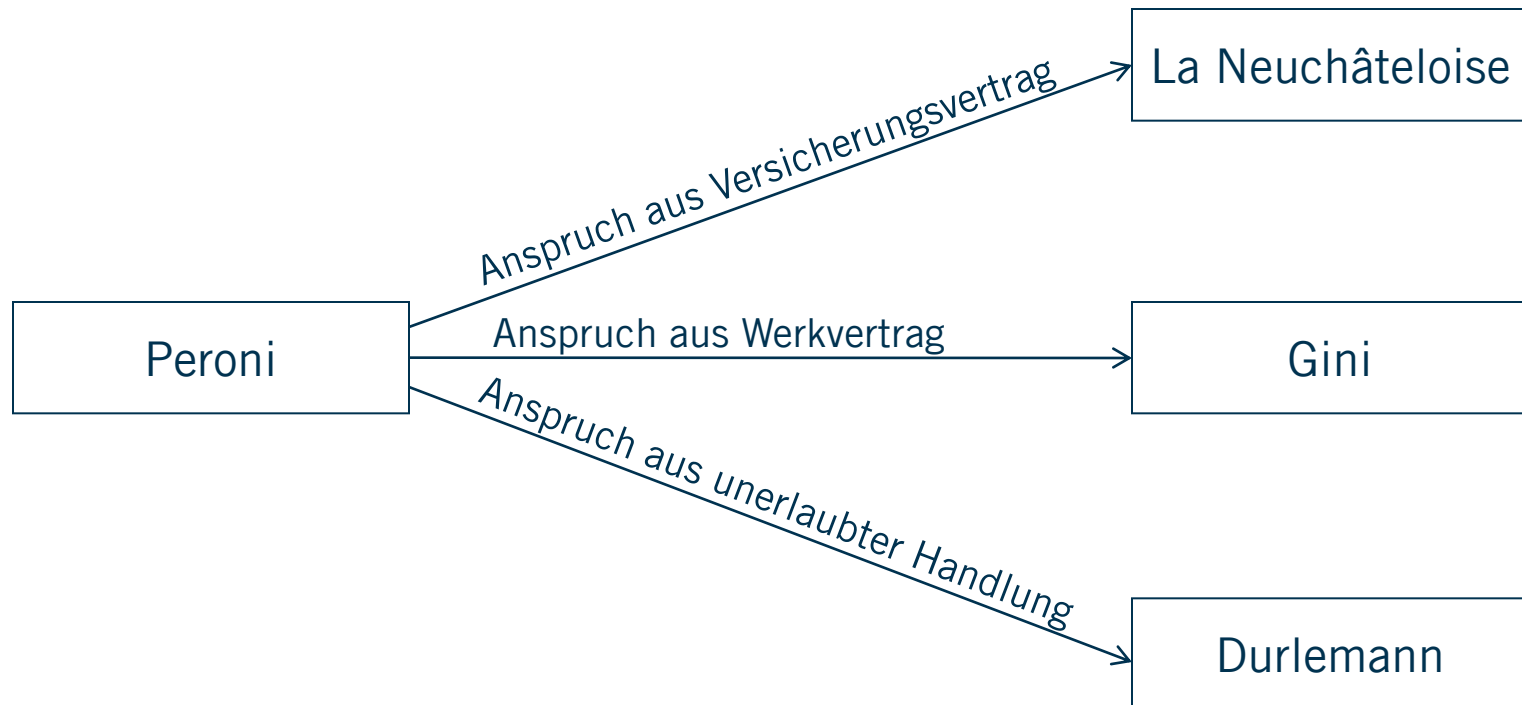 La Neuchâteloise
Anspruch aus Versicherungsvertrag
Peroni
Anspruch aus Werkvertrag
Gini
Anspruch aus unerlaubter Handlung
Durlemann